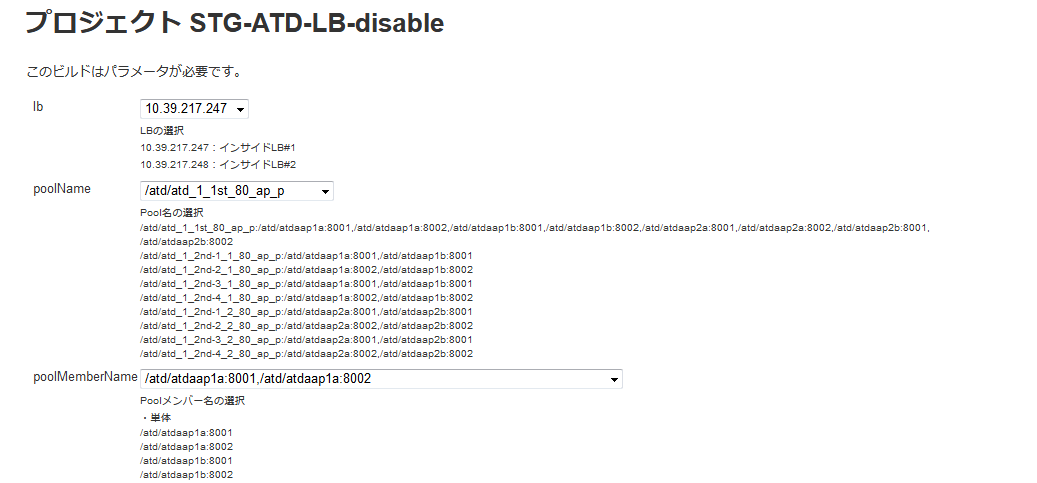 プロジェクト STG-ATD-LB-disable
このビルドはパラメータが必要です。
lb
10.39.217.247
LBの選択
10.39.217.247：インサイドLB#1
10.39.217.248：インサイドLB#2
poolName
/atd/atd_1_1st_80_ap_p
Pool名の選択
/atd/atd_1_1st_80_ap_p:/atd/atdaap1a:8001,/atd/atdaap1a:8002,/atd/atdaap1b:8001,/atd/atdaap1b:8002,/atd/atdaap2a:8001,/atd/atdaap2a:8002,/atd/atdaap2b:8001,
/atd/atdaap2b:8002
/atd/atd_1_2nd-1_1_80_ap_p:/atd/atdaap1a:8001,/atd/atdaap1b:8001
/atd/atd_1_2nd-2_1_80_ap_p:/atd/atdaap1a:8002,/atd/atdaap1b:8002
/atd/atd_1_2nd-3_1_80_ap_p:/atd/atdaap1a:8001,/atd/atdaap1b:8001
/atd/atd_1_2nd-4_1_80_ap_p:/atd/atdaap1a:8002,/atd/atdaap1b:8002
/atd/atd_1_2nd-1_2_80_ap_p:/atd/atdaap2a:8001,/atd/atdaap2b:8001
/atd/atd_1_2nd-2_2_80_ap_p:/atd/atdaap2a:8002,/atd/atdaap2b:8002
/atd/atd_1_2nd-3_2_80_ap_p:/atd/atdaap2a:8001,/atd/atdaap2b:8001
/atd/atd_1_2nd-4_2_80_ap_p:/atd/atdaap2a:8002,/atd/atdaap2b:8002
poolMemberName
/atd/atdaap1a:8001,/atd/atdaap1a:8002
Poolメンバー名の選択
・単体
/atd/atdaap1a:8001
/atd/atdaap1a:8002
/atd/atdaap1b:8001
/atd/atdaap1b:8002